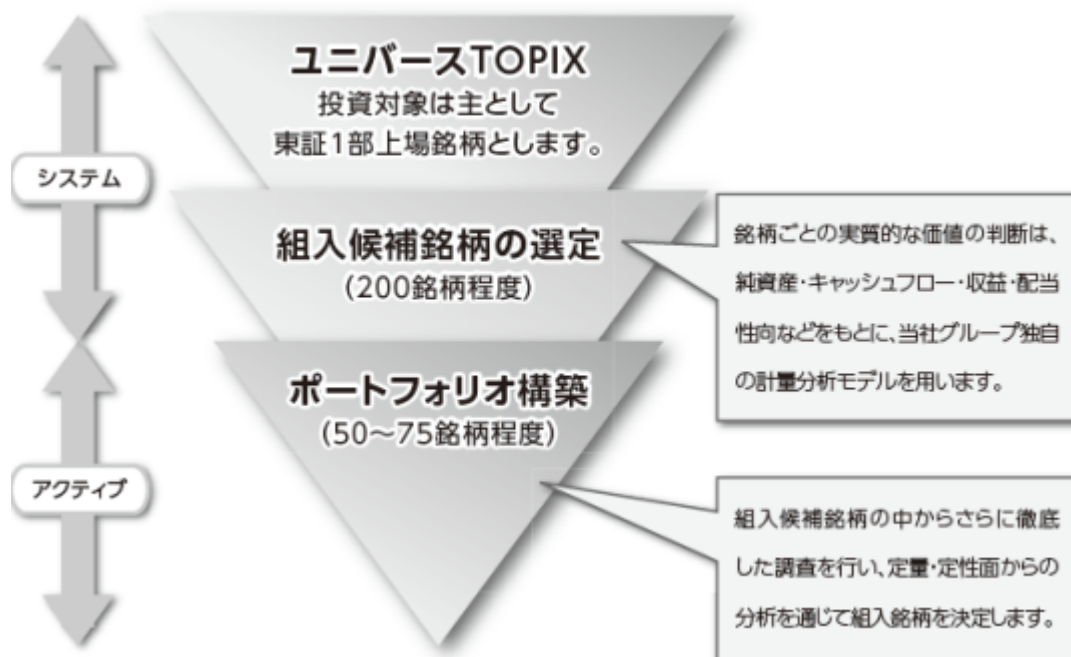 ユニバースTOPIX
投資対象は主として
東証1部上場銘柄とします。
システム
組入候補銘柄の選定
(200銘柄程度)
銘柄ごとの実質的な価値の判断は、
純資産・キャッシュフロー・収益・配当
性向などをもとに、当社グループ独自
の計量分析モデルを用います。
ポートフォリオ構築
(50〜75銘柄程度)
アクティブ
組入候補銘柄の中からさらに徹底
した調査を行い、定量・定性面からの
分析を通じて組入銘柄を決定します。